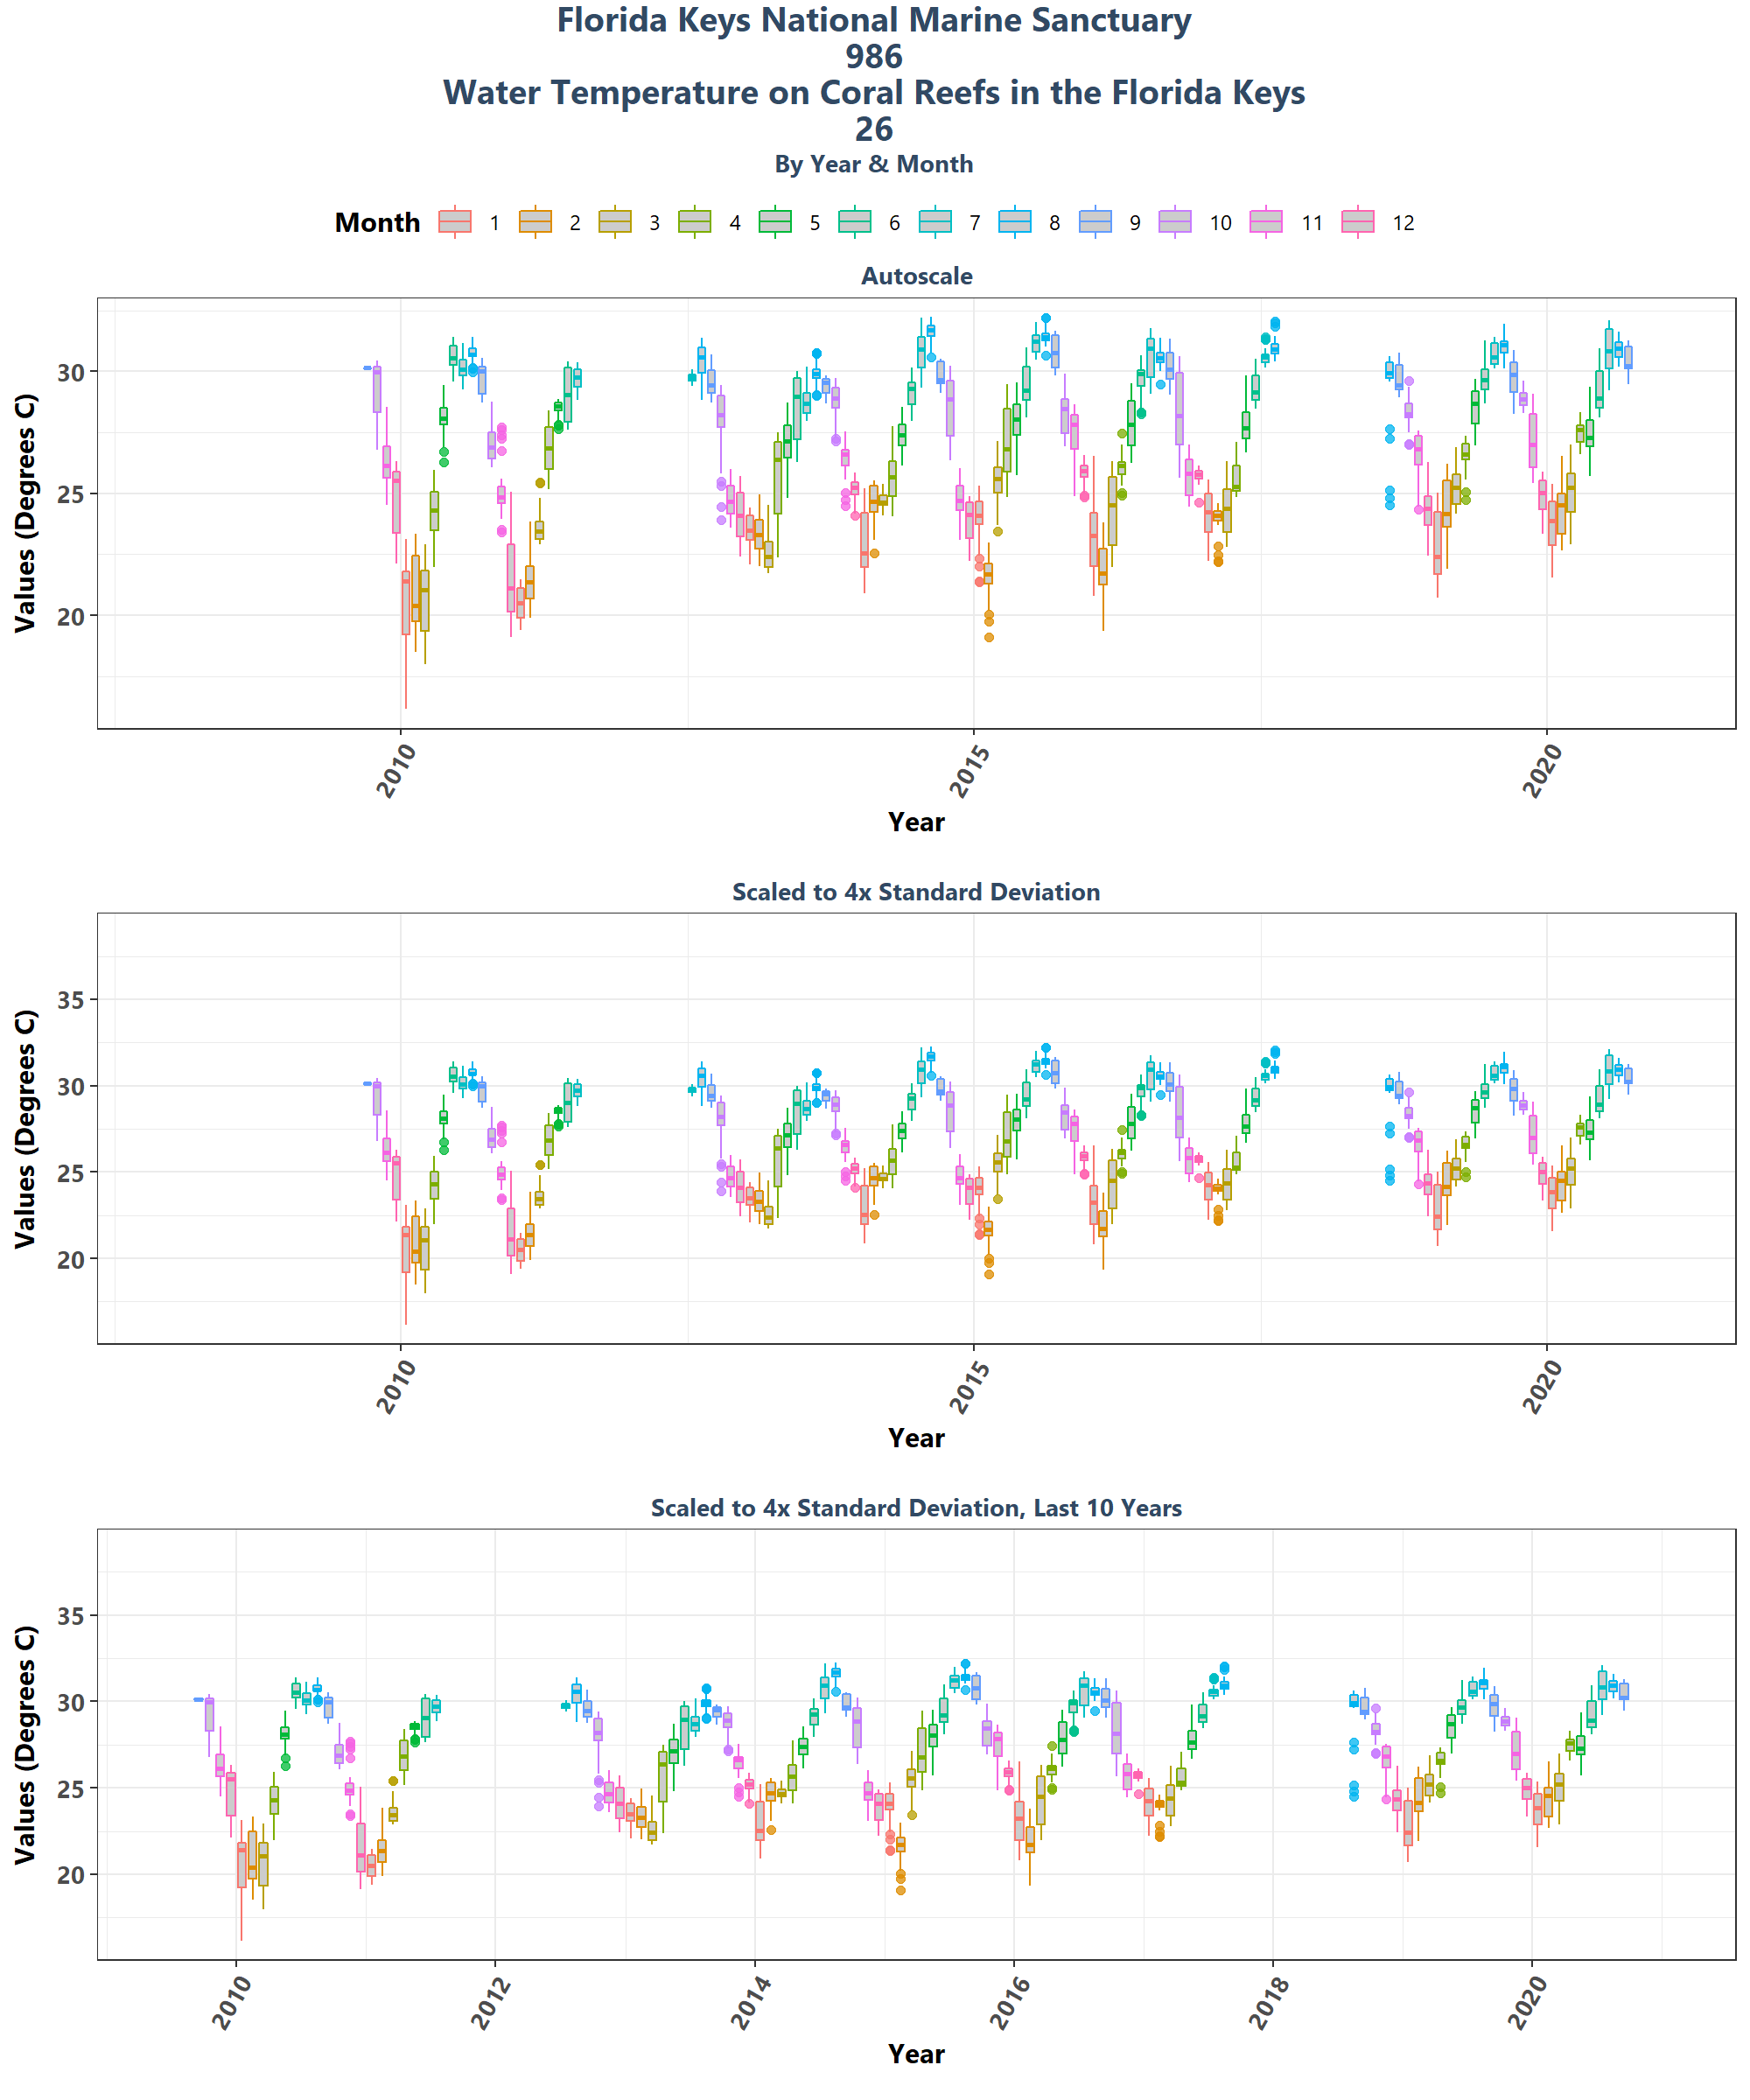 Florida Keys National Marine Sanctuary
986
Water Temperature on Coral Reefs in the Florida Keys
26
By Year & Month
Month 1 2 3 4 5 6 7 8 9 10 11 12
Autoscale
Values (Degrees C)
30
25
20
2010 2015 2020
Year
Scaled to 4x Standard Deviation
Values (Degrees C)
35
30
25
20
2010 2015 2020
Year
Scaled to 4x Standard Deviation, Last 10 Years
Values (Degrees C)
35
30
25
20
2010 2012 2014 2016 2018 2020
Year